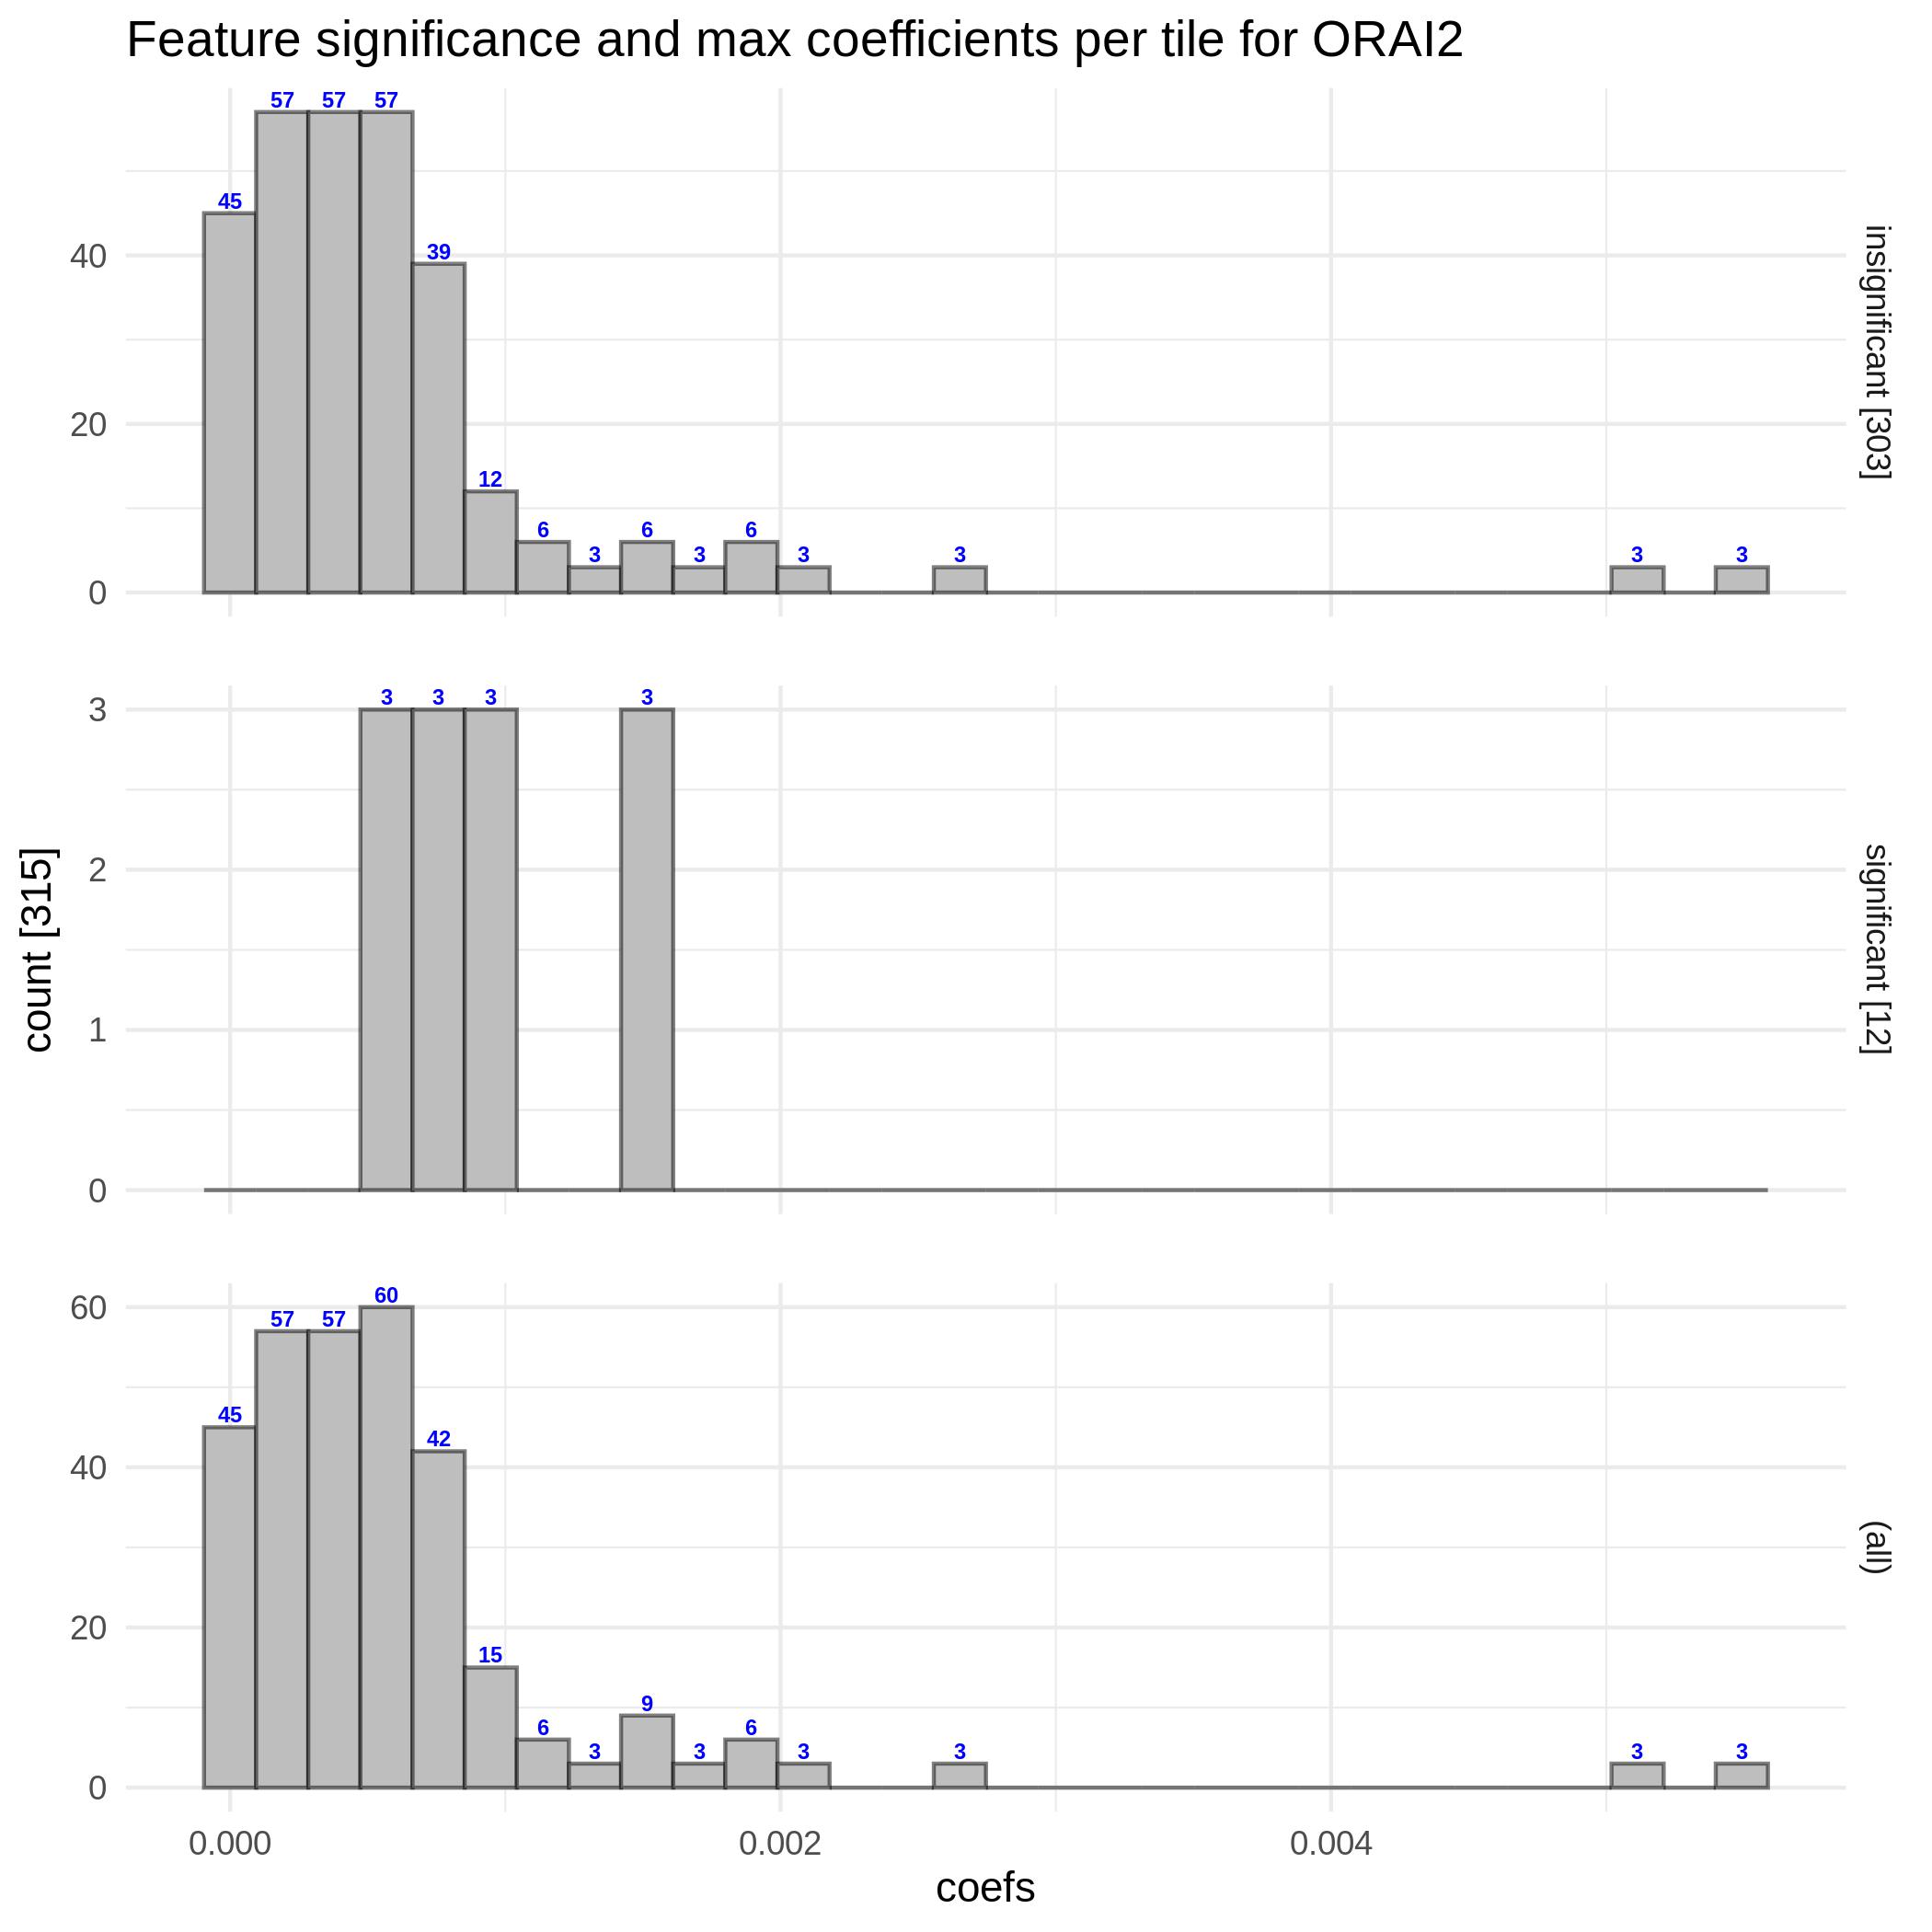 Feature significance and max coefficients per tile for ORAI2
57 57 57
45
39
12
6 3 6 3 6 3 3 3 3
40
20
0
insignificant [303]
3 3 3 3
3
2
1
0
significant [12]
count [315]
60
57 57
45
42
15
6 3 9 3 6 3 3 3 3
60
40
20
0
(all)
0.000 0.002 0.004
coefs